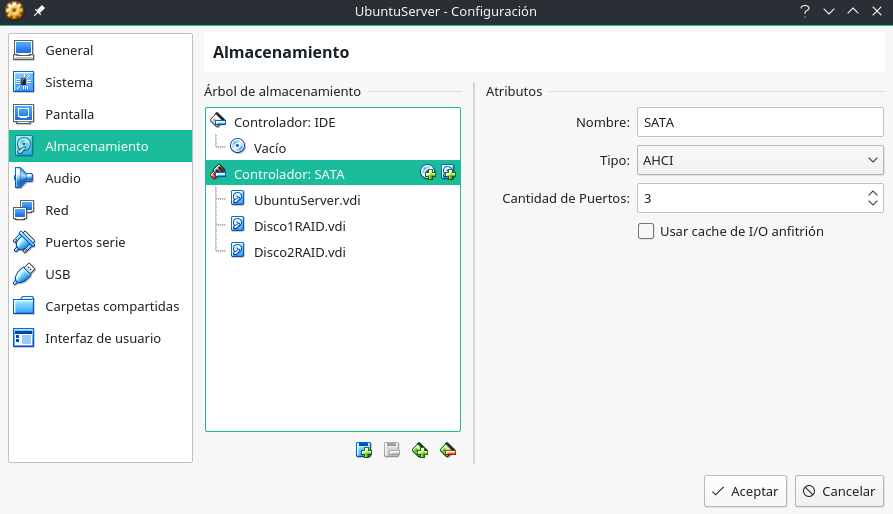 UbuntuServer - Configuración
General
Sistema
Pantalla
Almacenamiento
Audio
Red
Puertos serie
USB
Carpetas compartidas
Interfaz de usuario
Almacenamiento
Árbol de almacenamiento
Controlador: IDE
Vacío
Controlador: SATA
UbuntuServer.vdi
Disco1RAID.vdi
Disco2RAID.vdi
Atributos
Nombre: SATA
Tipo: AHCI
Cantidad de Puertos: 3
Usar cache de I/O anfitrión
Aceptar
Cancelar